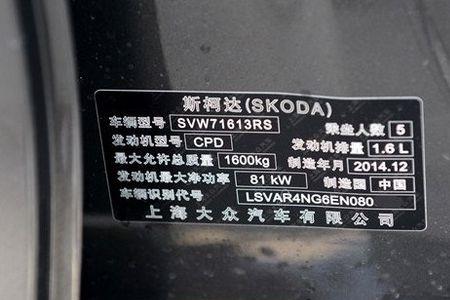 斯柯达(SKODA)
车辆型号 SVW71613RS 乘坐人数 5
发动机型号 CPD 发动机排量 1.6 L
最大允许总质量 1600kg 制造年月 2014.12
发动机最大净功率 81 kW 制造国 中国
车辆识别代号 LSVAR4NG6EN080
上海大众汽车有限公司